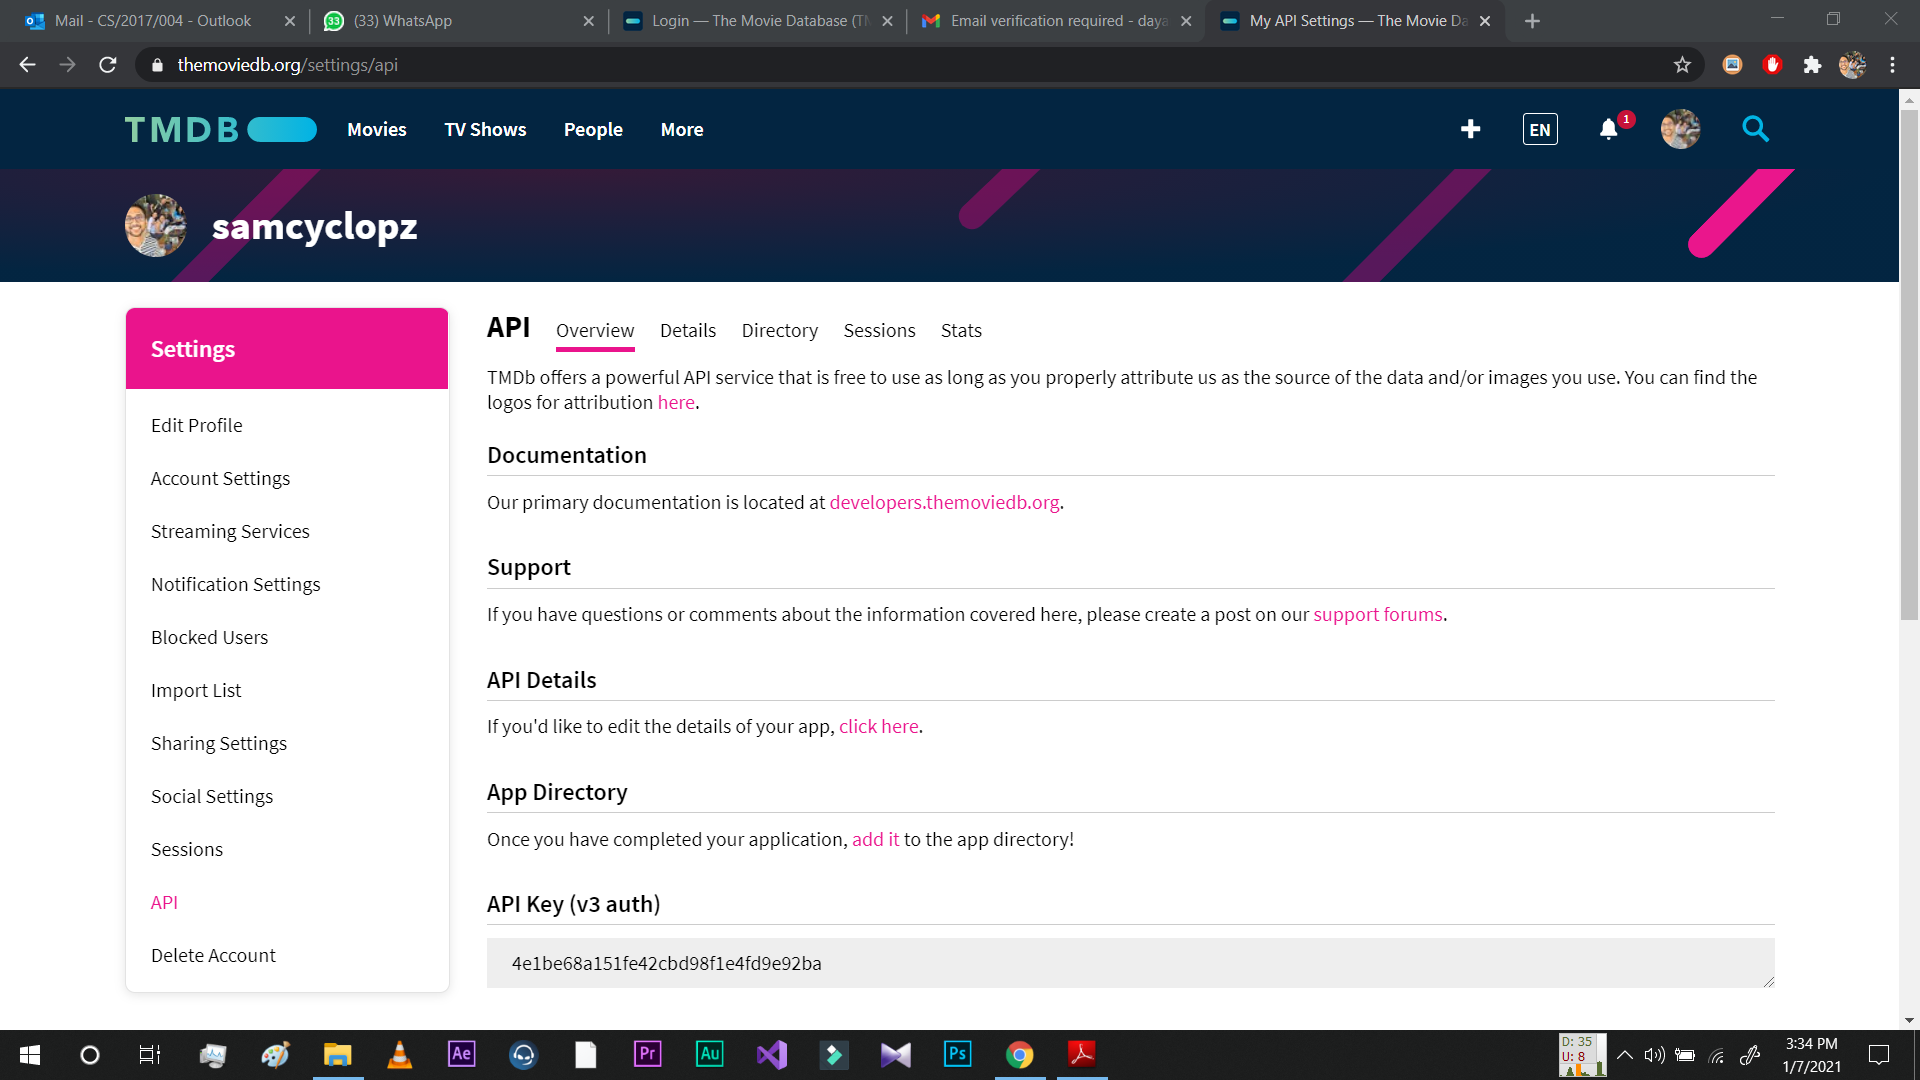 Mail - CS/2017/004 - Outlook
33 (33) WhatsApp
Login — The Movie Database (TM
Email verification required - daya
My API Settings — The Movie Da
themoviedb.org/settings/api
TMDB Movies TV Shows People More EN 1
samcyclopz
Settings
Edit Profile
Account Settings
Streaming Services
Notification Settings
Blocked Users
Import List
Sharing Settings
Social Settings
Sessions
API
Delete Account
API Overview Details Directory Sessions Stats
TMDb offers a powerful API service that is free to use as long as you properly attribute us as the source of the data and/or images you use. You can find the
logos for attribution here.
Documentation
Our primary documentation is located at developers.themoviedb.org.
Support
If you have questions or comments about the information covered here, please create a post on our support forums.
API Details
If you'd like to edit the details of your app, click here.
App Directory
Once you have completed your application, add it to the app directory!
API Key (v3 auth)
4e1be68a151fe42cbd98f1e4fd9e92ba
Ae Pr Au Ps
D: 35
U: 8
3:34 PM
1/7/2021